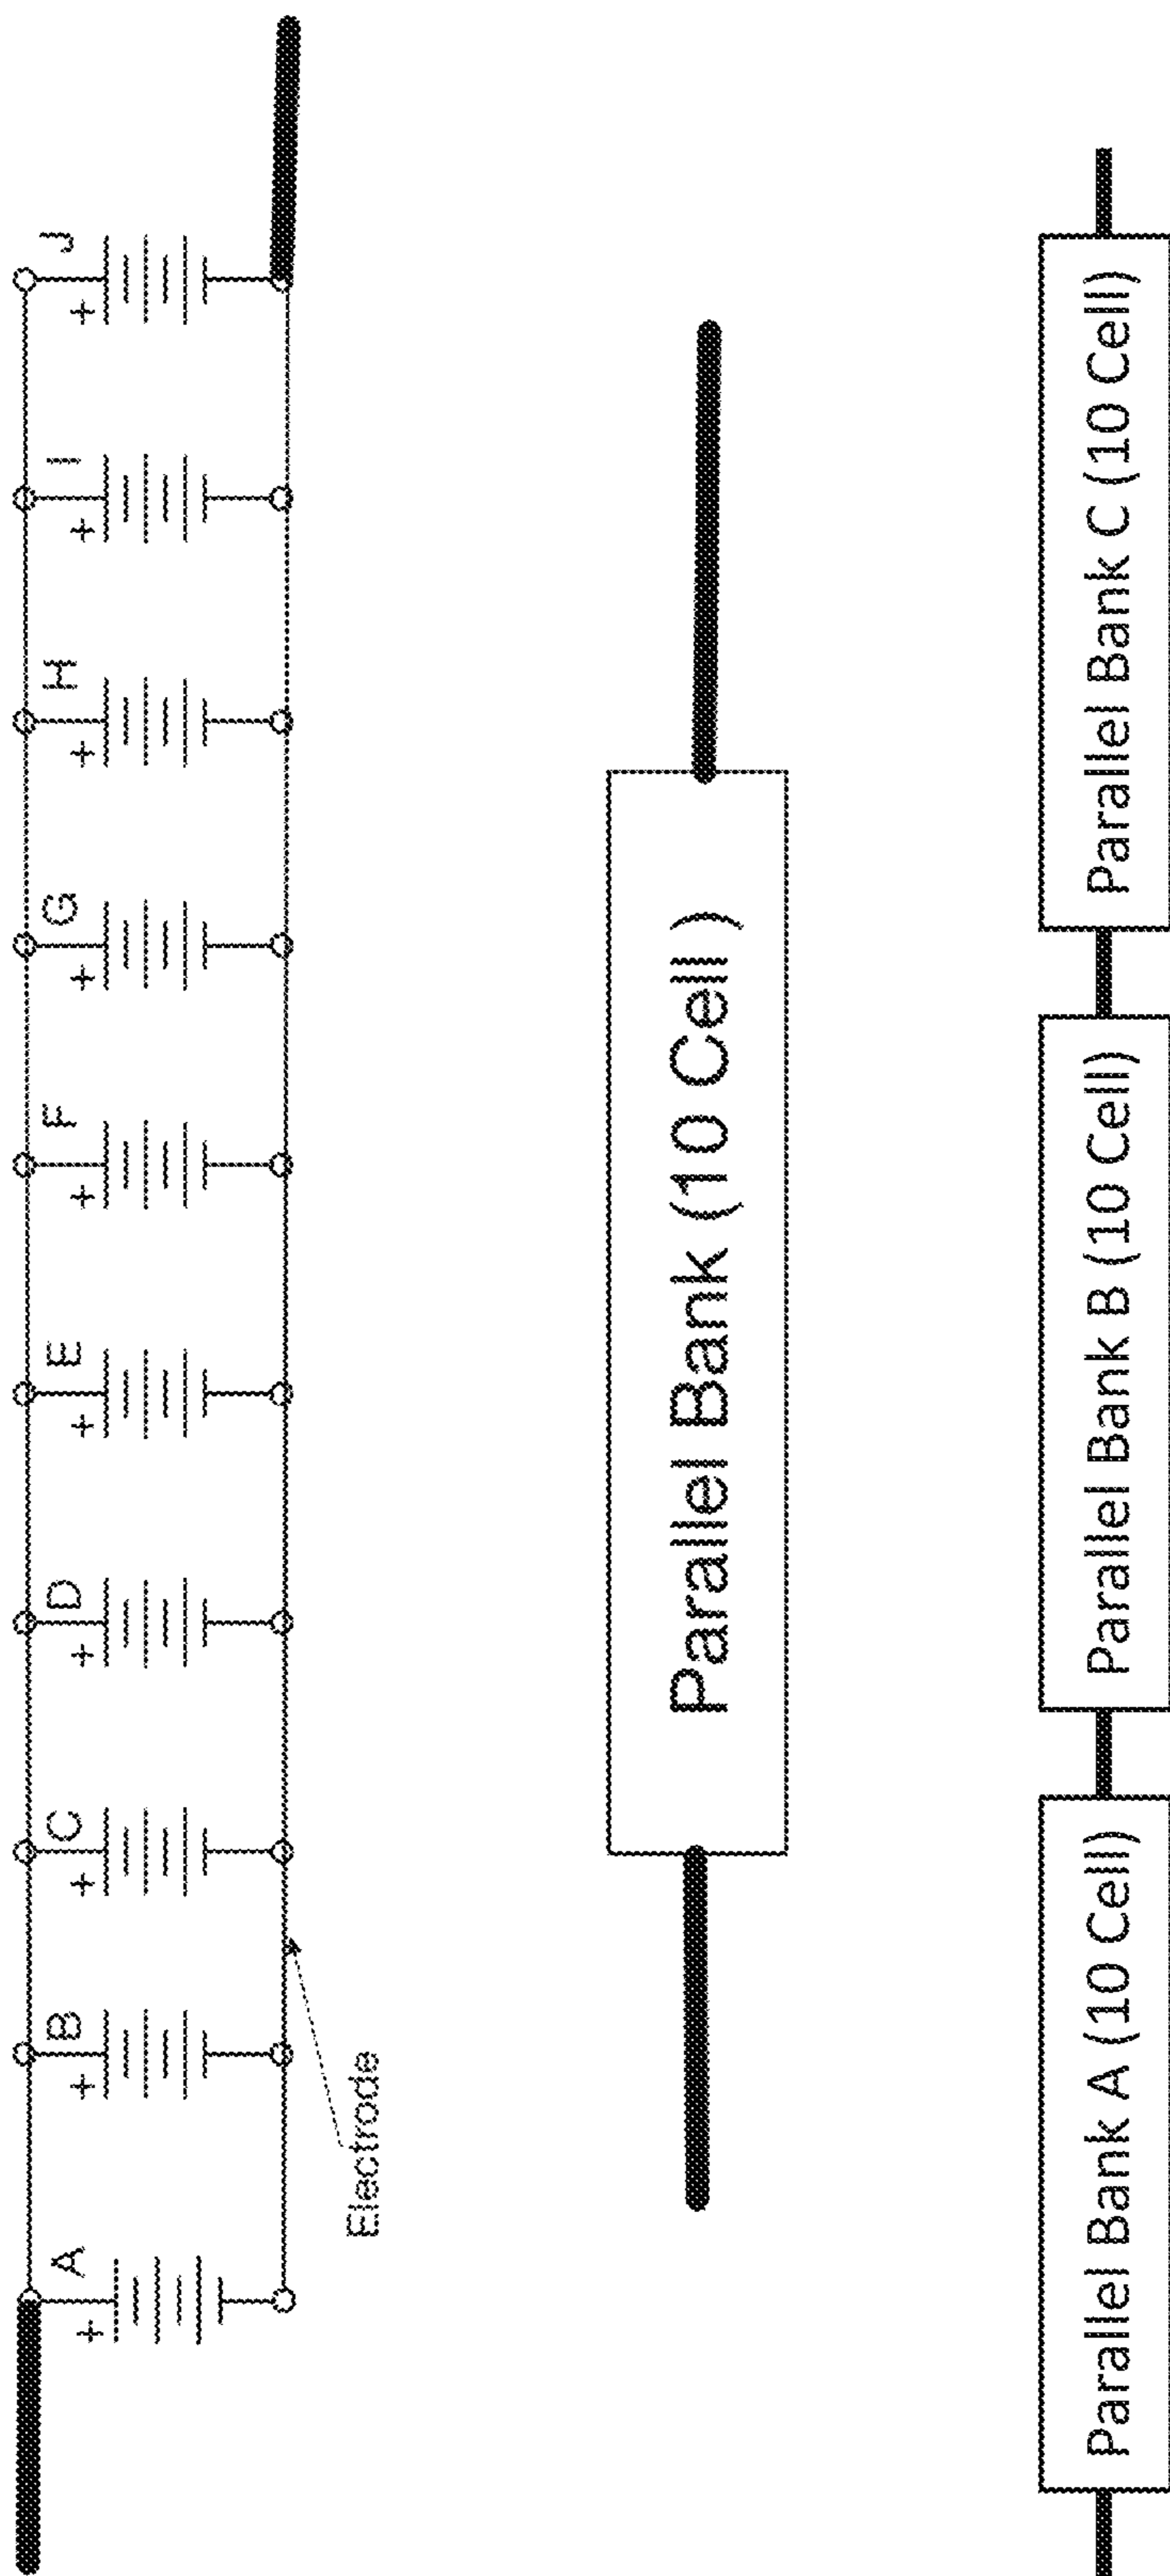 A B C D E F G H I J
+ + + + + + + + + +
Electrode
Parallel Bank (10 Cell )
Parallel Bank A (10 Cell) Parallel Bank B (10 Cell) Parallel Bank C (10 Cell)